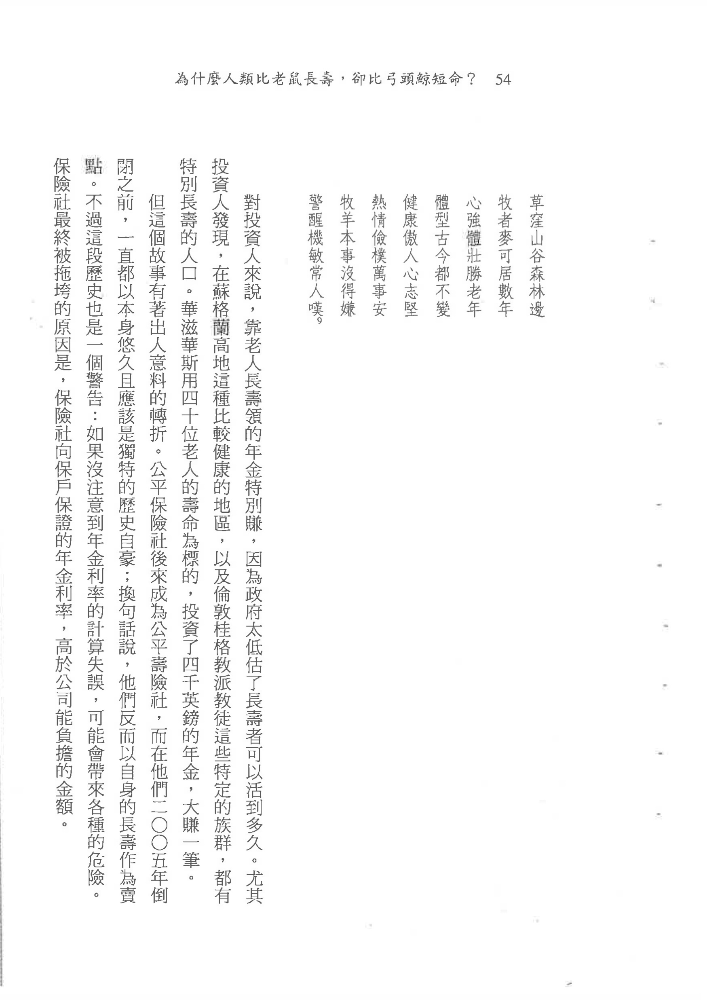 為什麼人類比老鼠長壽，卻比弓頭鯨短命？ 54
草窪山谷森林邊
牧者麥可居數年
心強體壯勝老年
體型古今都不變
健康傲人心志堅
熱情儉樸萬事安
牧羊本事沒得嫌
警醒機敏常人嘆。9
對投資人來說，靠老人長壽領的年金特別賺，因為政府太低估了長壽者可以活到多久。尤其
投資人發現，在蘇格蘭高地這種比較健康的地區，以及倫敦桂格教派教徒這些特定的族群，都有
特別長壽的人口。華滋華斯用四十位老人的壽命為標的，投資了四千英鎊的年金，大賺一筆。
但這個故事有著出人意料的轉折。公平保險社後來成為公平壽險社，而在他們二〇〇五年倒
閉之前，一直都以本身悠久且應該是獨特的歷史自豪；換句話說，他們反而以自身的長壽作為賣
點。不過這段歷史也是一個警告：如果沒注意到年金利率的計算失誤，可能會帶來各種的危險。
保險社最終被拖垮的原因是，保險社向保戶保證的年金利率，高於公司能負擔的金額。